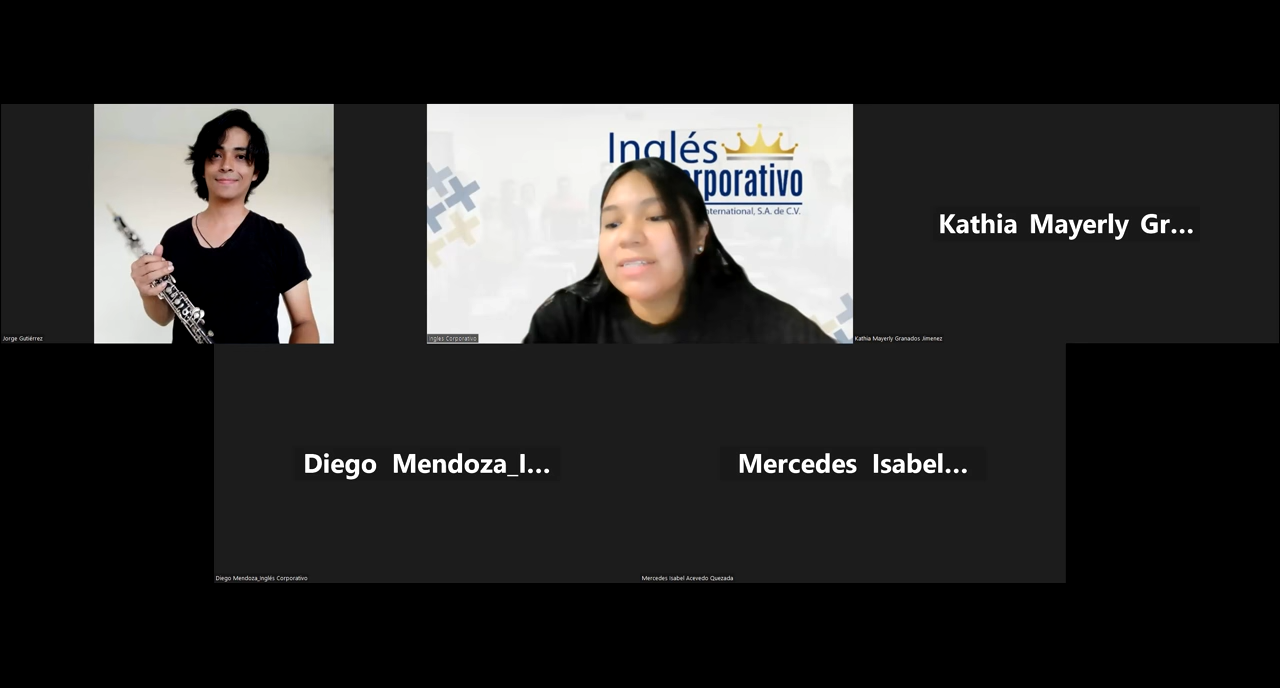 Inglés
rporativo
nternational, S.A. de C.V.
Kathia Mayerly Gr...
Jorge Gutiérrez
Ingles Corporativo
Kathia Mayerly Granados Jimenez
Diego Mendoza_I...
Mercedes Isabel...
Diego Mendoza_Inglés Corporativo
Mercedes Isabel Acevedo Quezada